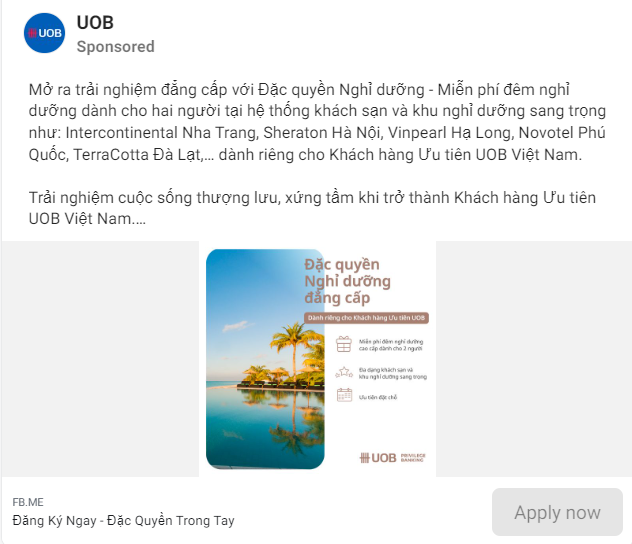 UOB
UOB
Sponsored
Mở ra trải nghiệm đẳng cấp với Đặc quyền Nghỉ dưỡng - Miễn phí đêm nghỉ
dưỡng dành cho hai người tại hệ thống khách sạn và khu nghỉ dưỡng sang trọng
như: Intercontinental Nha Trang, Sheraton Hà Nội, Vinpearl Hạ Long, Novotel Phú
Quốc, TerraCotta Đà Lạt,... dành riêng cho Khách hàng Ưu tiên UOB Việt Nam.
Trải nghiệm cuộc sống thượng lưu, xứng tầm khi trở thành Khách hàng Ưu tiên
UOB Việt Nam....
Đặc quyền
Nghỉ dưỡng
đẳng cấp
Dành riêng cho Khách hàng Ưu tiên UOB
Miễn phí đêm nghỉ dưỡng
cao cấp dành cho 2 người
Đa dạng khách sạn và
khu nghỉ dưỡng sang trọng
Ưu tiên đặt chỗ
UOB
PRIVILEGE
BANKING
FB.ME
Đăng Ký Ngay - Đặc Quyền Trong Tay
Apply now